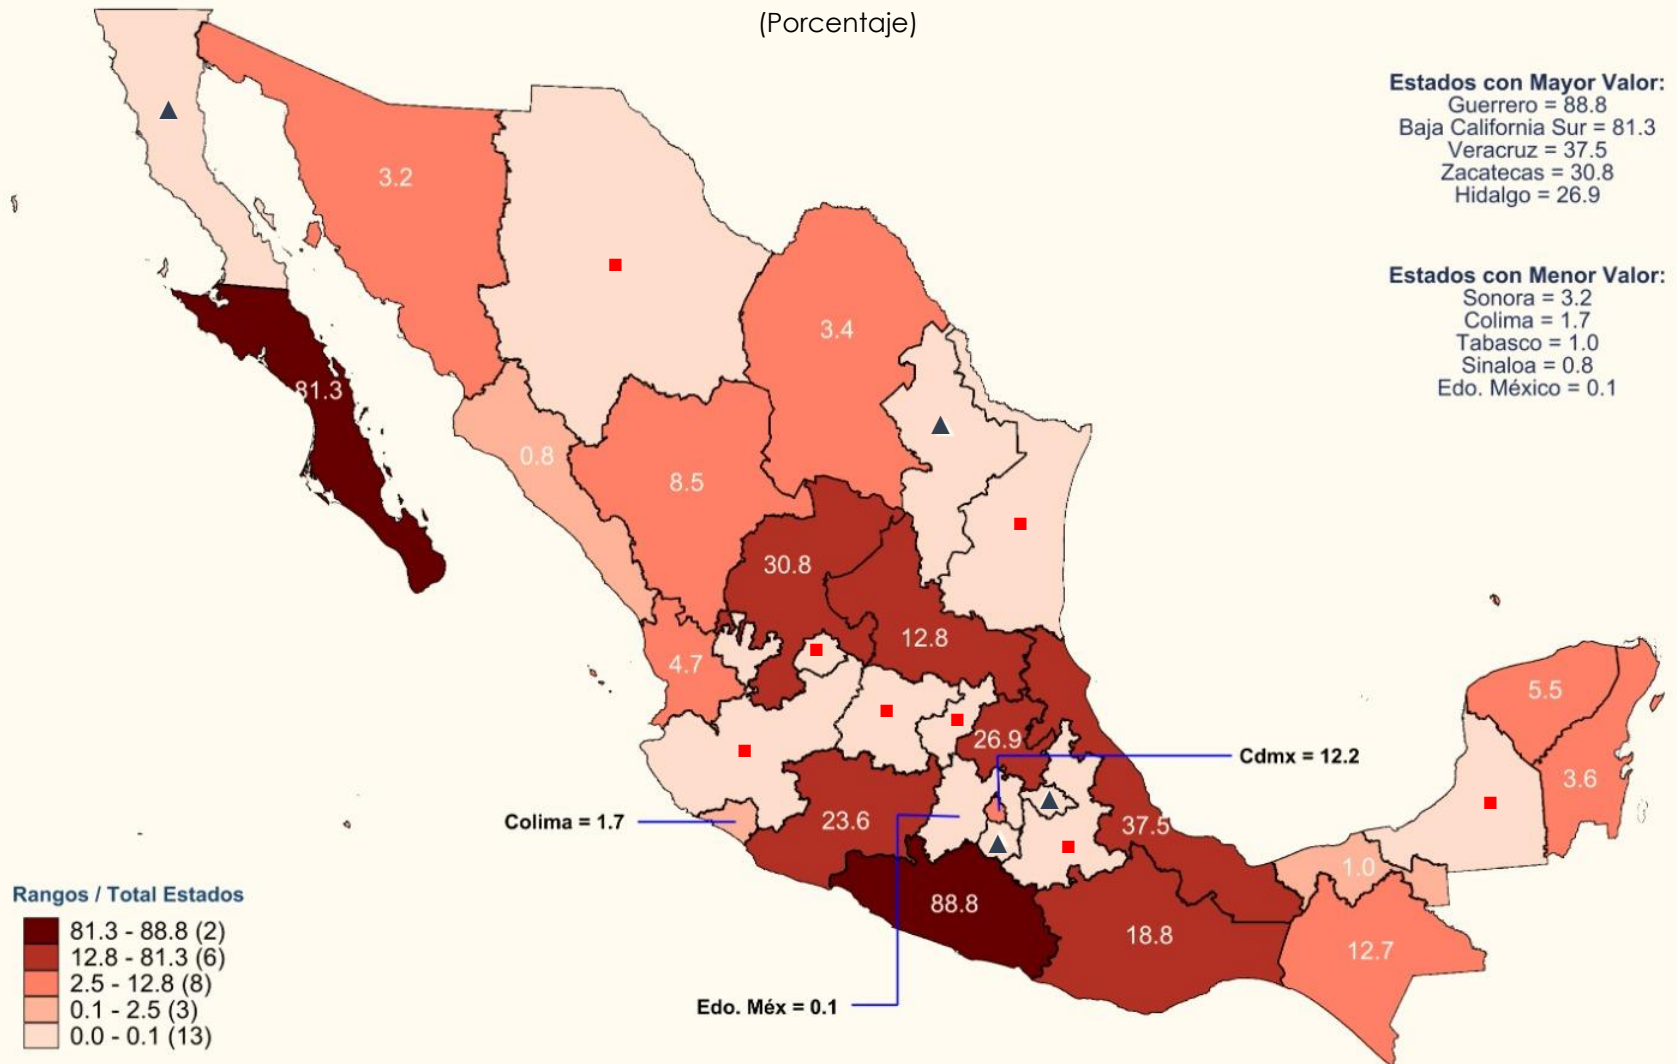 (Porcentaje)
Estados con Mayor Valor:
Guerrero = 88.8
Baja California Sur = 81.3
Veracruz = 37.5
Zacatecas = 30.8
Hidalgo = 26.9
Estados con Menor Valor:
Sonora = 3.2
Colima = 1.7
Tabasco = 1.0
Sinaloa = 0.8
Edo. México = 0.1
3.2
3.4
81.3
0.8
8.5
30.8
12.8
4.7
5.5
26.9
Cdmx = 12.2
3.6
Colima = 1.7
23.6
37.5
1.0
88.8
18.8
12.7
Edo. Méx = 0.1
Rangos / Total Estados
81.3 - 88.8 (2)
12.8 - 81.3 (6)
2.5 - 12.8 (8)
0.1 - 2.5 (3)
0.0 - 0.1 (13)